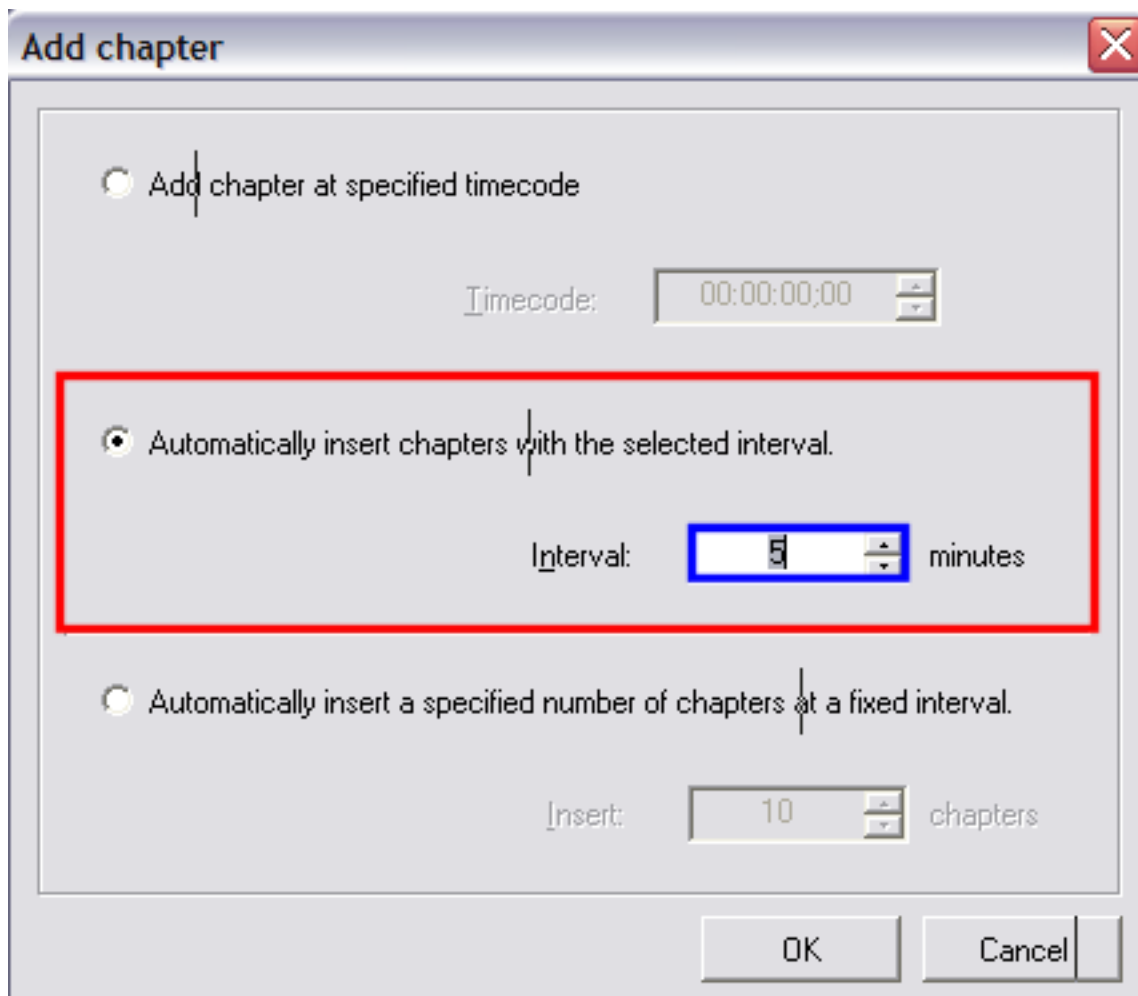 Add chapter
Add chapter at specified timecode
Timecode: 00:00:00;00
Automatically insert chapters with the selected interval.
Interval: 5 minutes
Automatically insert a specified number of chapters at a fixed interval.
Insert: 10 chapters
OK Cancel